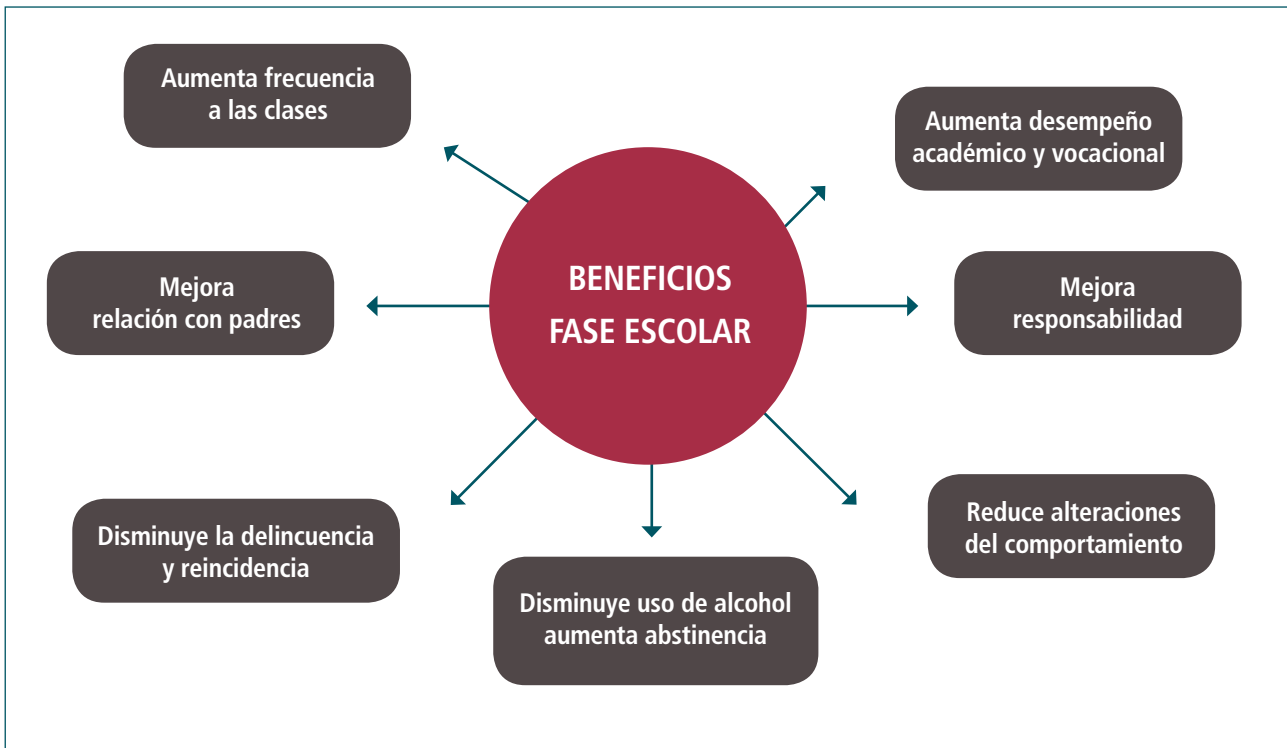 Aumenta frecuencia
a las clases
Aumenta desempeño
académico y vocacional
BENEFICIOS
FASE ESCOLAR
Mejora
relación con padres
Mejora
responsabilidad
Disminuye la delincuencia
y reincidencia
Reduce alteraciones
del comportamiento
Disminuye uso de alcohol
aumenta abstinencia